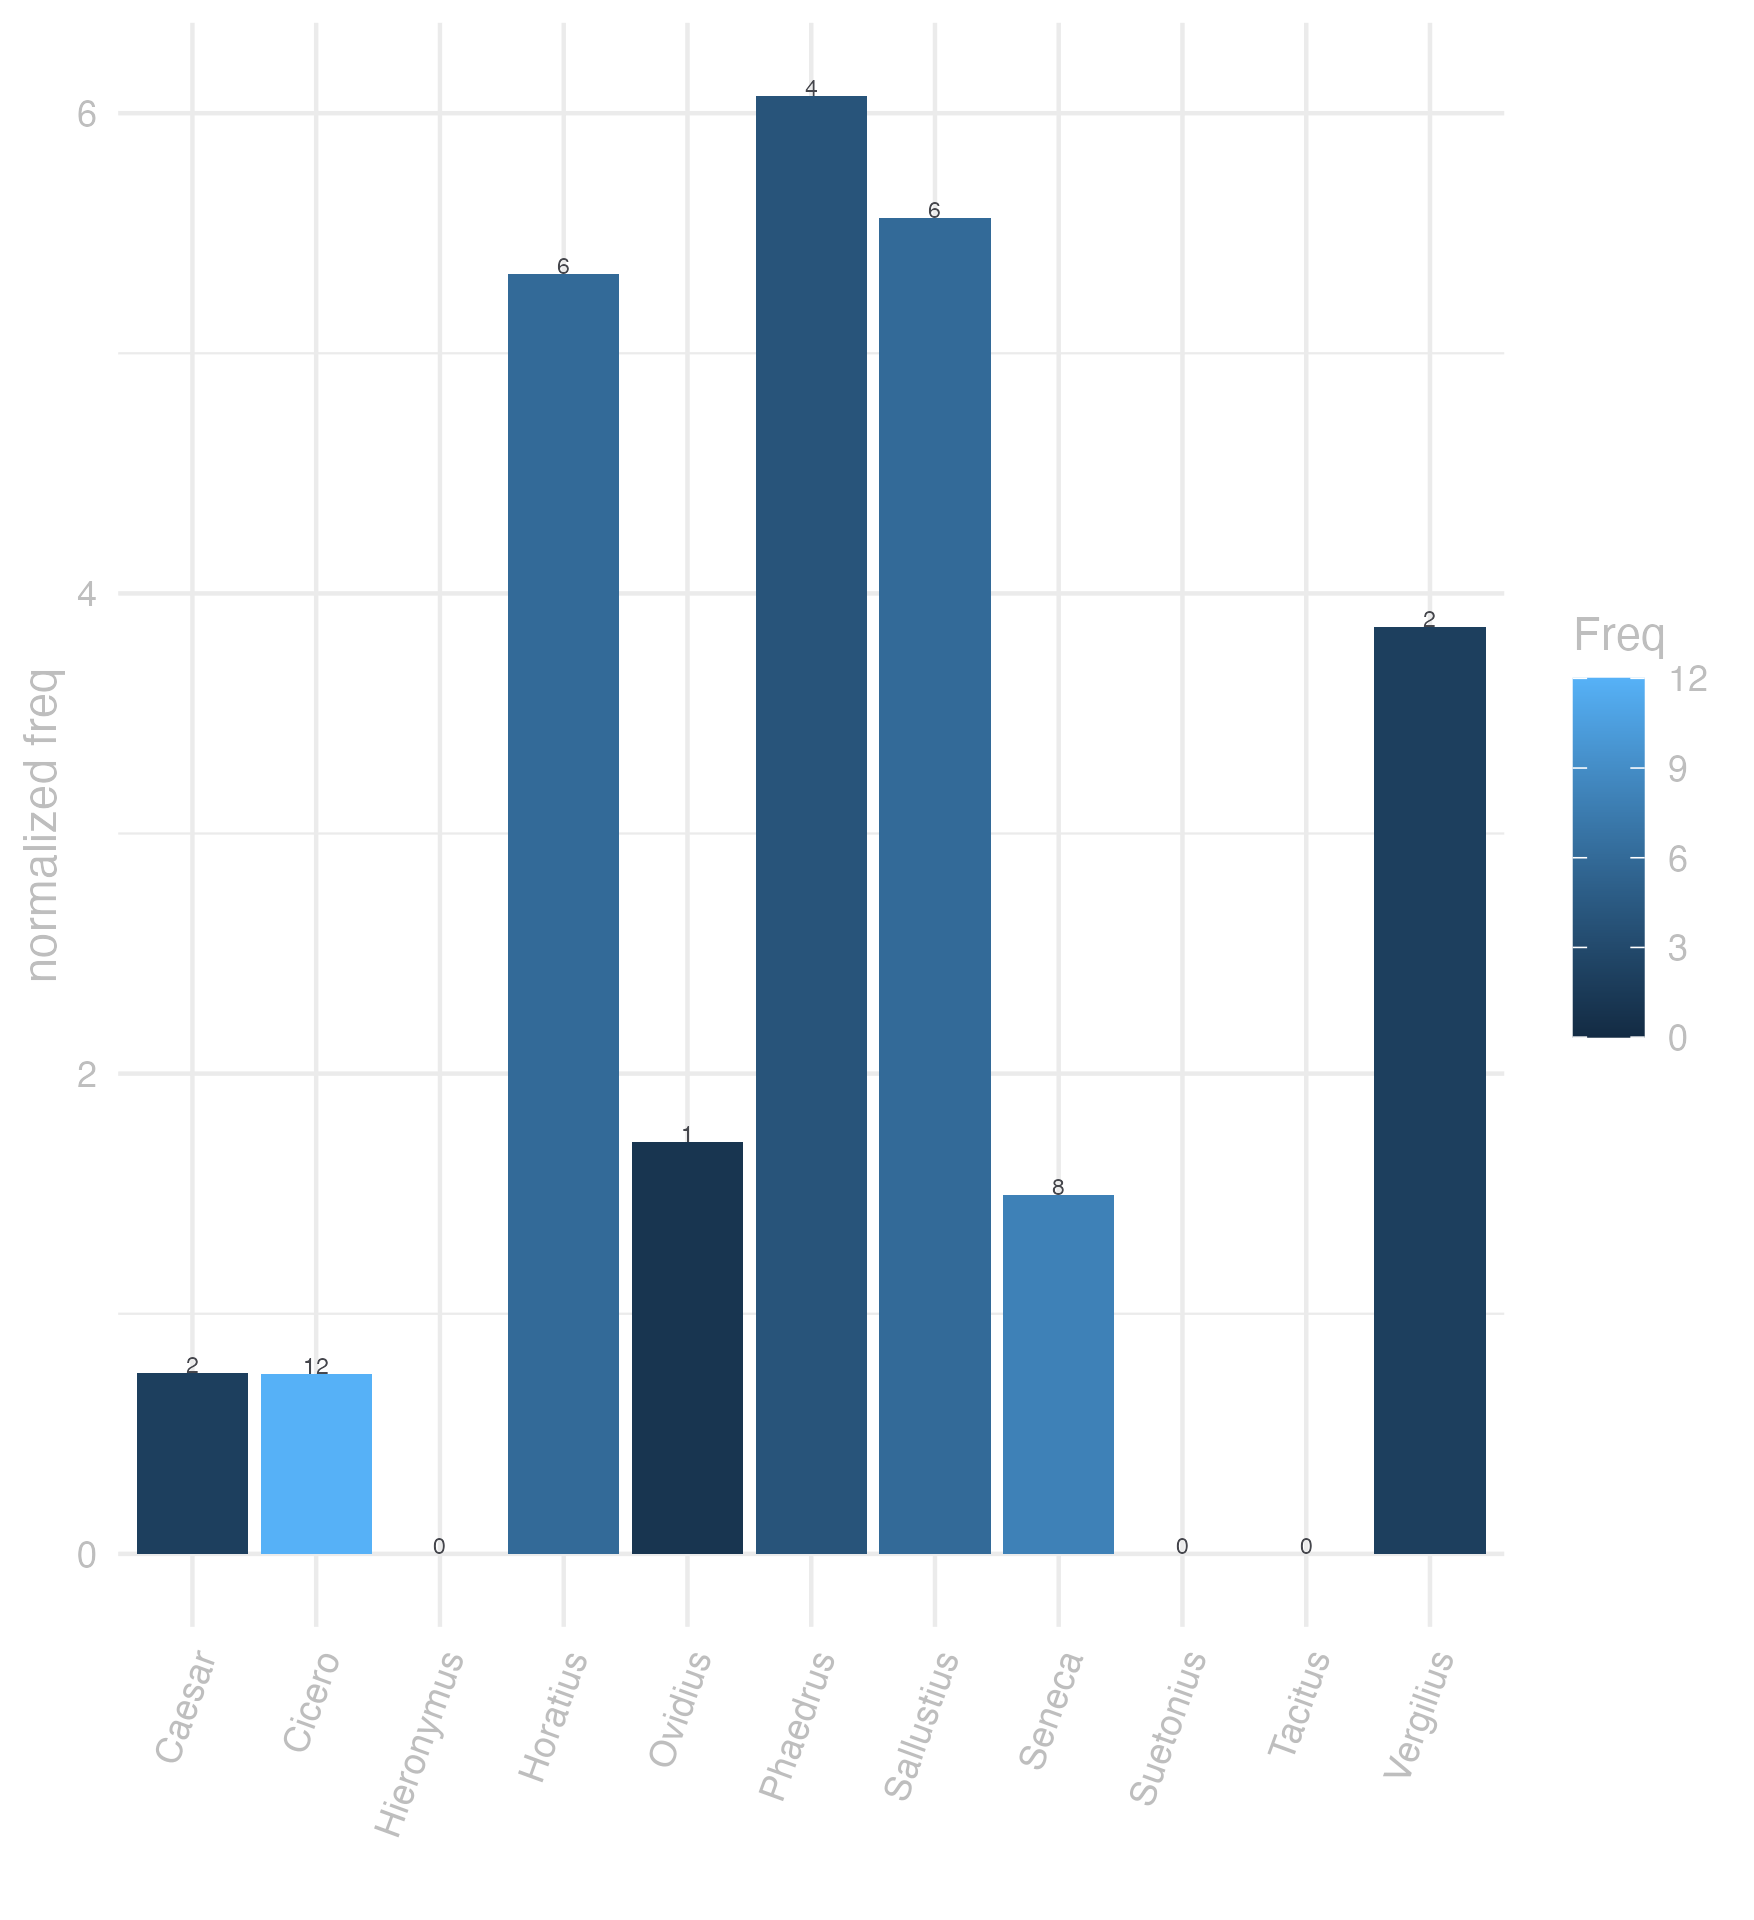 6
4
2
0
normalized freq
2
12
0
6
1
4
6
8
0
0
2
Caesar
Cicero
Hieronymus
Horatius
Ovidius
Phaedrus
Sallustius
Seneca
Suetonius
Tacitus
Vergilius
Freq
12
9
6
3
0